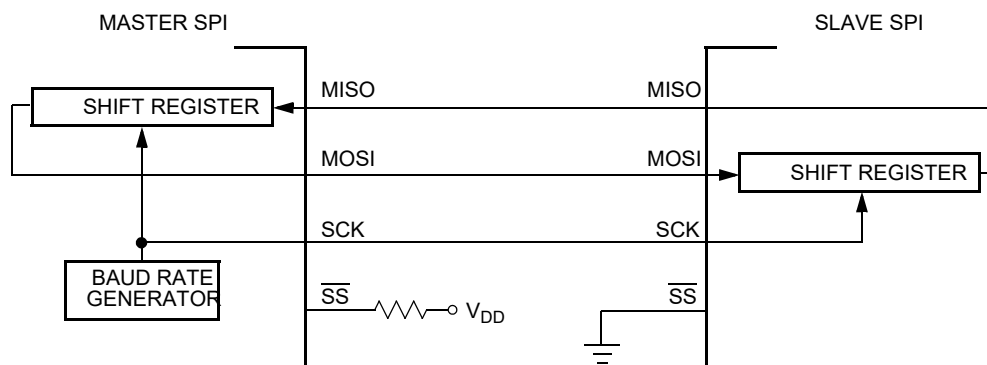 MASTER SPI
SLAVE SPI
SHIFT REGISTER
MISO
MISO
MOSI
MOSI
SHIFT REGISTER
SCK
SCK
BAUD RATE
GENERATOR
SS
VDD
SS